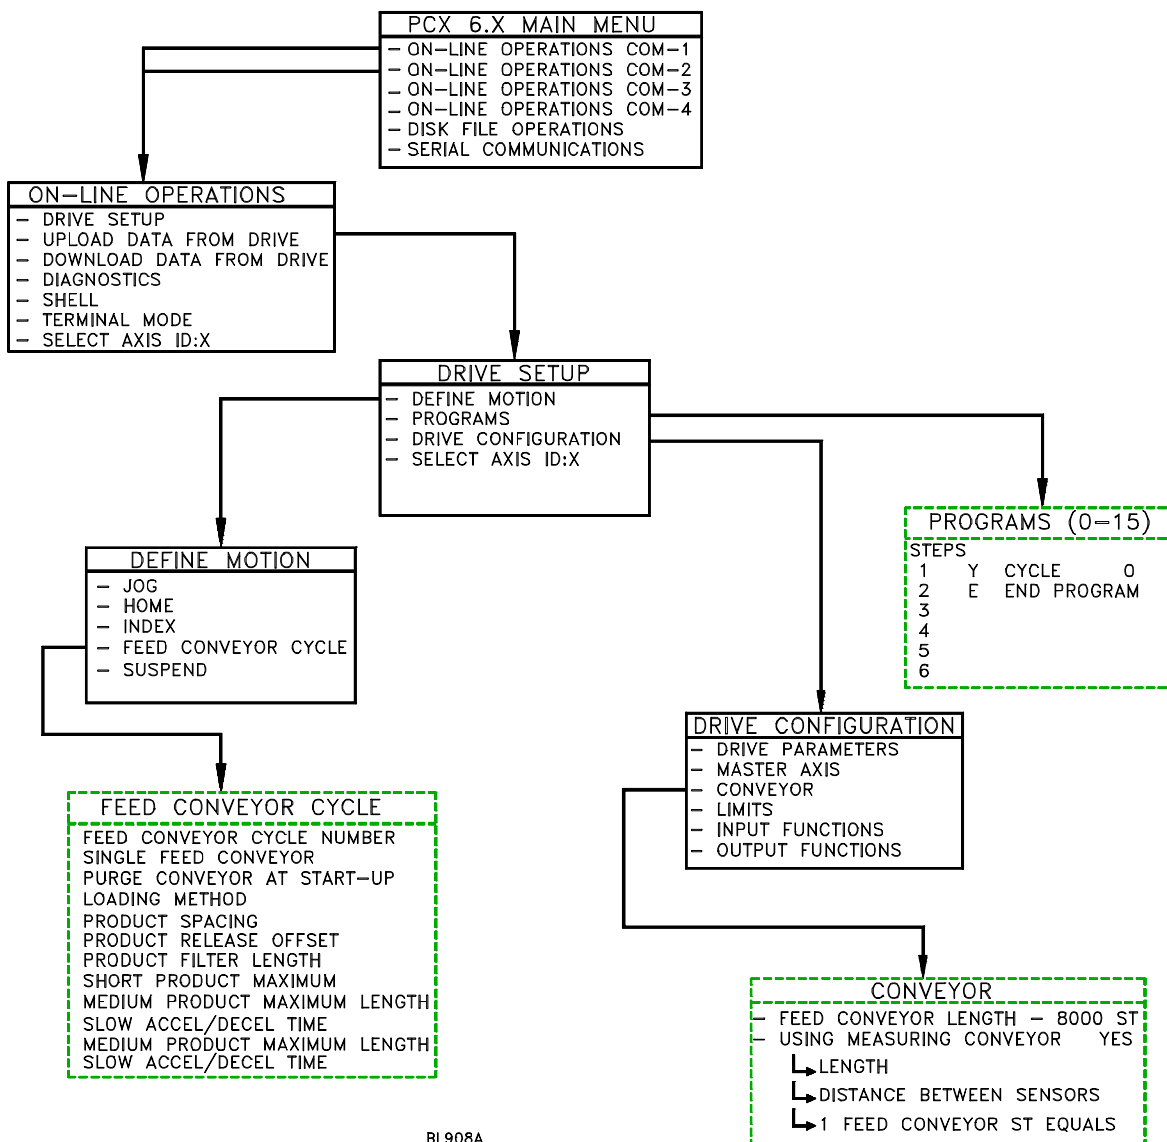 PCX 6.X MAIN MENU
– ON-LINE OPERATIONS COM-1
– ON-LINE OPERATIONS COM-2
– ON-LINE OPERATIONS COM-3
– ON-LINE OPERATIONS COM-4
– DISK FILE OPERATIONS
– SERIAL COMMUNICATIONS
ON-LINE OPERATIONS
– DRIVE SETUP
– UPLOAD DATA FROM DRIVE
– DOWNLOAD DATA FROM DRIVE
– DIAGNOSTICS
– SHELL
– TERMINAL MODE
– SELECT AXIS ID:X
DRIVE SETUP
– DEFINE MOTION
– PROGRAMS
– DRIVE CONFIGURATION
– SELECT AXIS ID:X
PROGRAMS (0-15)
STEPS
1 Y CYCLE 0
2 E END PROGRAM
3
4
5
6
DEFINE MOTION
– JOG
– HOME
– INDEX
– FEED CONVEYOR CYCLE
– SUSPEND
DRIVE CONFIGURATION
– DRIVE PARAMETERS
– MASTER AXIS
– CONVEYOR
– LIMITS
– INPUT FUNCTIONS
– OUTPUT FUNCTIONS
FEED CONVEYOR CYCLE
FEED CONVEYOR CYCLE NUMBER
SINGLE FEED CONVEYOR
PURGE CONVEYOR AT START-UP
LOADING METHOD
PRODUCT SPACING
PRODUCT RELEASE OFFSET
PRODUCT FILTER LENGTH
SHORT PRODUCT MAXIMUM
MEDIUM PRODUCT MAXIMUM LENGTH
SLOW ACCEL/DECEL TIME
MEDIUM PRODUCT MAXIMUM LENGTH
SLOW ACCEL/DECEL TIME
CONVEYOR
– FEED CONVEYOR LENGTH – 8000 ST
– USING MEASURING CONVEYOR YES
LENGTH
DISTANCE BETWEEN SENSORS
1 FEED CONVEYOR ST EQUALS
BL908A